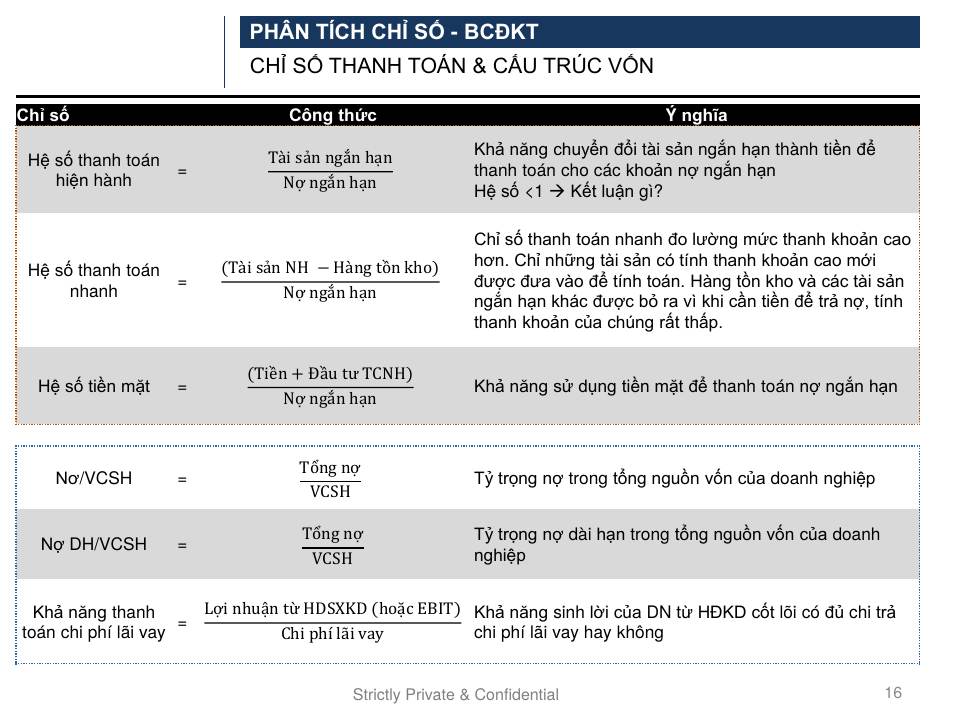 PHÂN TÍCH CHỈ SỐ - BCĐKT
CHỈ SỐ THANH TOÁN & CẤU TRÚC VỐN
Chỉ số Công thức Ý nghĩa
Hệ số thanh toán
hiện hành
=
Tài sản ngắn hạn
Nợ ngắn hạn
Khả năng chuyển đổi tài sản ngắn hạn thành tiền để
thanh toán cho các khoản nợ ngắn hạn
Hệ số <1 → Kết luận gì?
Hệ số thanh toán
nhanh
=
(Tài sản NH − Hàng tồn kho)
Nợ ngắn hạn
Chỉ số thanh toán nhanh đo lường mức thanh khoản cao
hơn. Chỉ những tài sản có tính thanh khoản cao mới
được đưa vào để tính toán. Hàng tồn kho và các tài sản
ngắn hạn khác được bỏ ra vì khi cần tiền để trả nợ, tính
thanh khoản của chúng rất thấp.
Hệ số tiền mặt
=
(Tiền + Đầu tư TCNH)
Nợ ngắn hạn
Khả năng sử dụng tiền mặt để thanh toán nợ ngắn hạn
Nơ/VCSH
=
Tổng nợ
VCSH
Tỷ trọng nợ trong tổng nguồn vốn của doanh nghiệp
Nợ DH/VCSH
=
Tổng nợ
VCSH
Tỷ trọng nợ dài hạn trong tổng nguồn vốn của doanh
nghiệp
Khả năng thanh
toán chi phí lãi vay
=
Lợi nhuận từ HDSXKD (hoặc EBIT)
Chi phí lãi vay
Khả năng sinh lời của DN từ HĐKD cốt lõi có đủ chi trả
chi phí lãi vay hay không
Strictly Private & Confidential
16